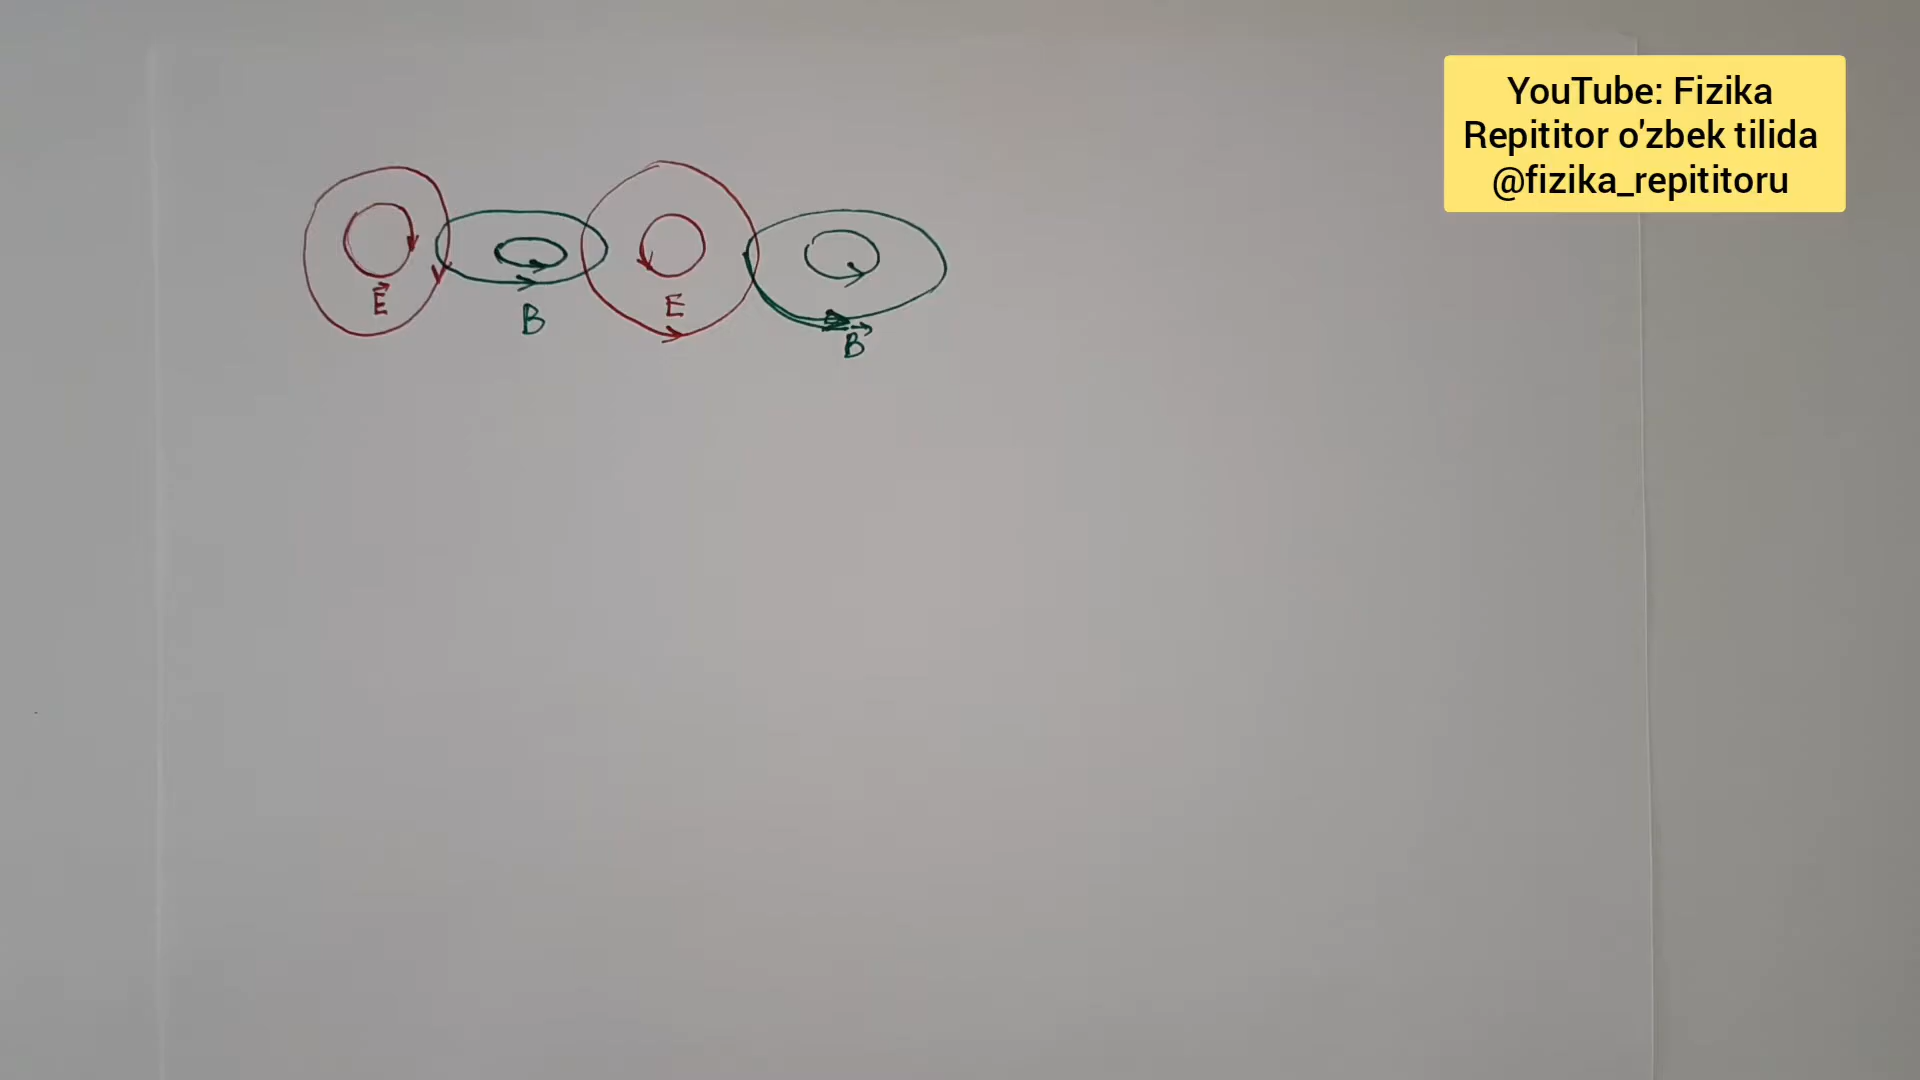 YouTube: Fizika
Repititor o'zbek tilida
@fizika_repititoru
E
B
E
B